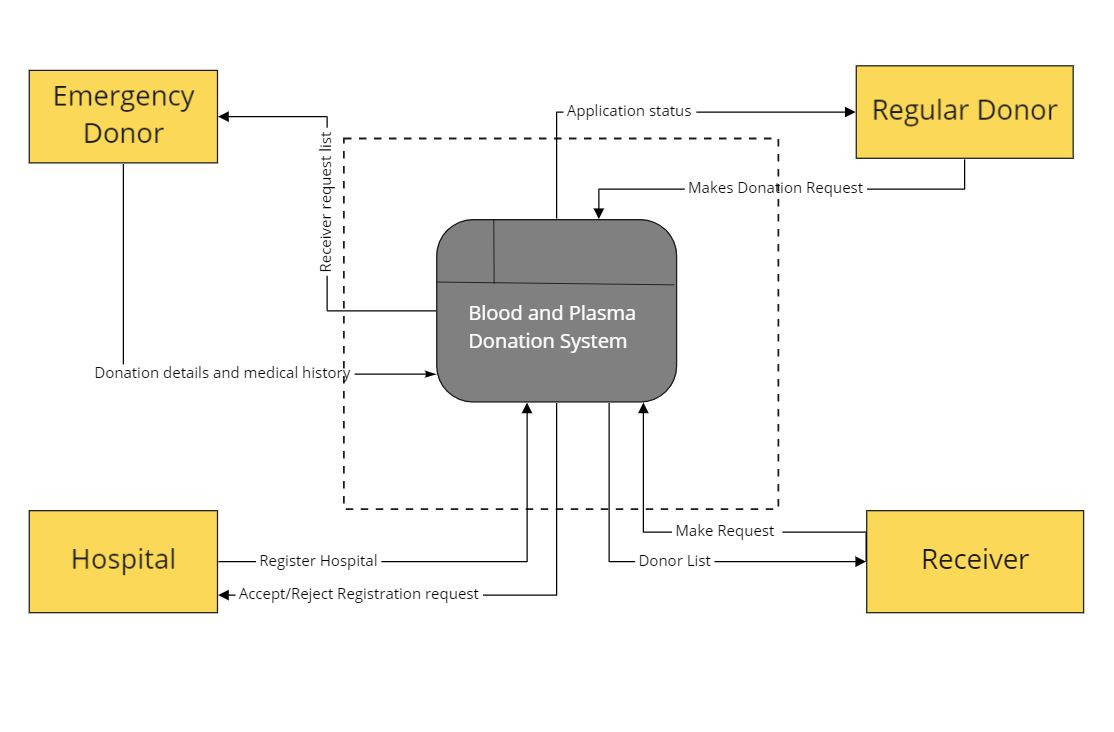 Emergency
Donor
Application status
Regular Donor
Makes Donation Request
Receiver request list
Blood and Plasma
Donation System
Donation details and medical history
Hospital
Register Hospital
Accept/Reject Registration request
Make Request
Donor List
Receiver